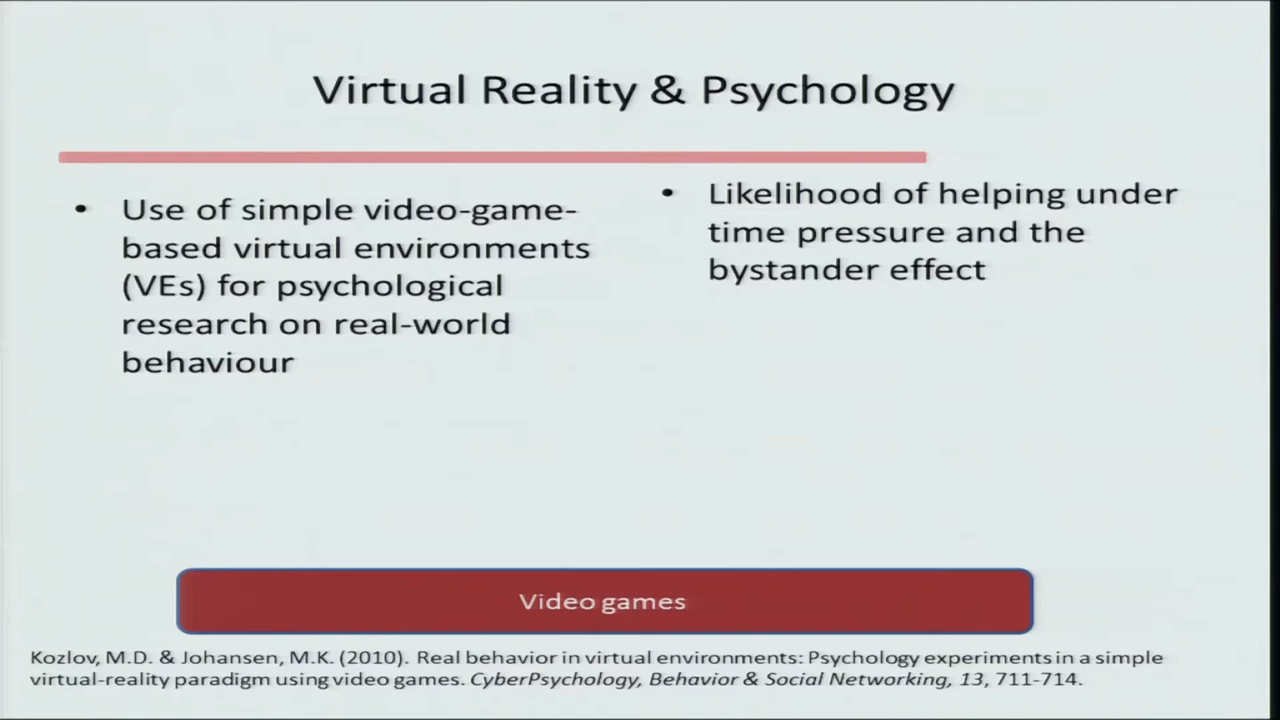 Virtual Reality & Psychology
• Use of simple video-game-
based virtual environments
(VEs) for psychological
research on real-world
behaviour
• Likelihood of helping under
time pressure and the
bystander effect
Video games
Kozlov, M.D. & Johansen, M.K. (2010). Real behavior in virtual environments: Psychology experiments in a simple
virtual-reality paradigm using video games. CyberPsychology, Behavior & Social Networking, 13, 711-714.